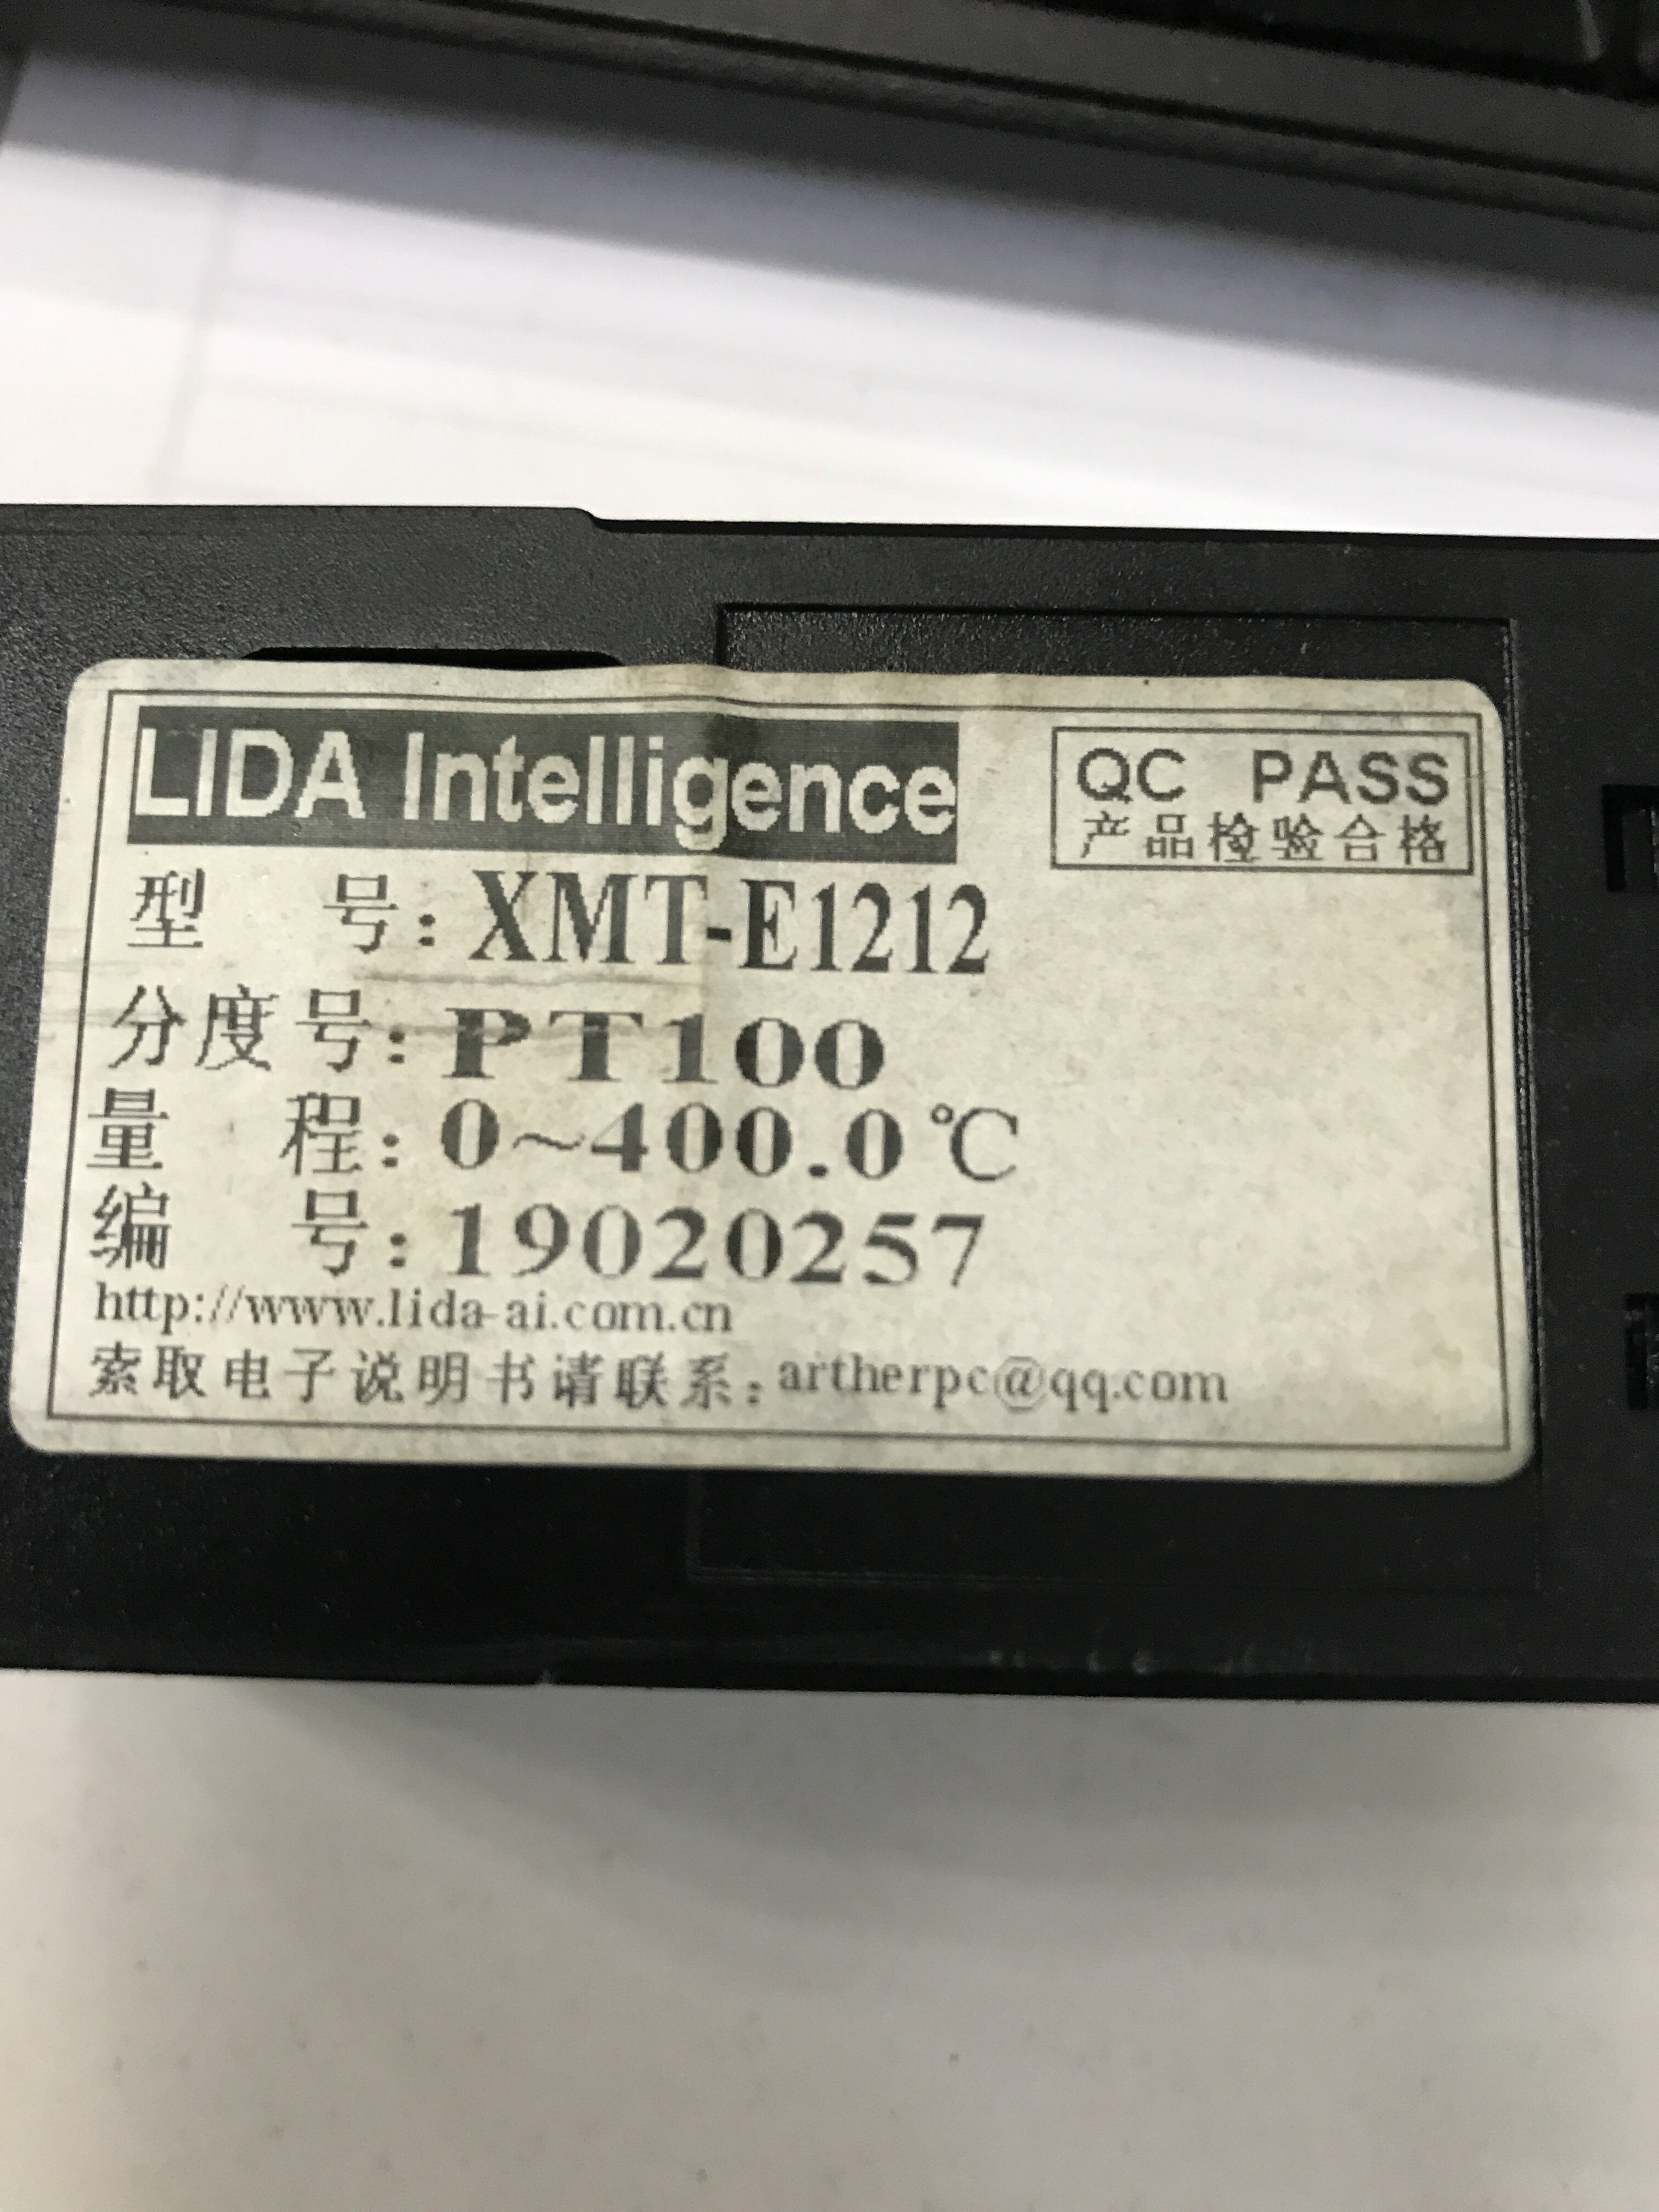 LIDA Intelligence
QC PASS
产品检验合格
型 号: XMT-E1212
分度号: PT100
量 程: 0~400.0℃
编 号: 19020257
http://www.lida-ai.com.cn
索取电子说明书请联系: artherpc@qq.com